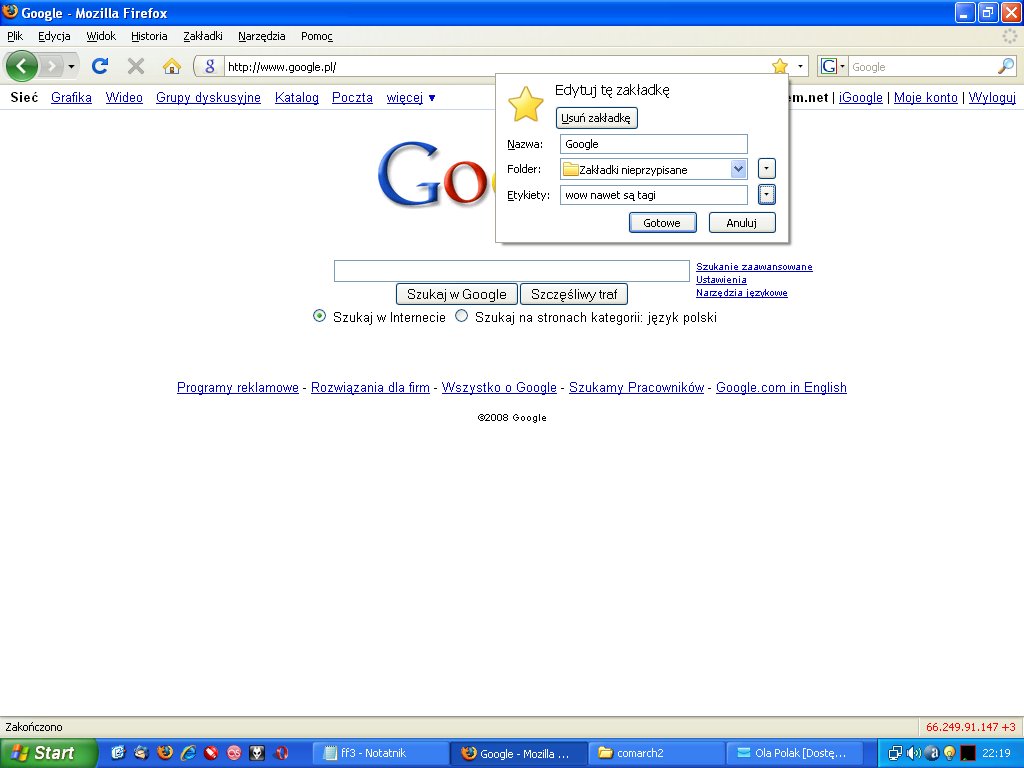 Google - Mozilla Firefox
Plik Edycja Widok Historia Zakładki Narzędzia Pomoc
g http://www.google.pl/ G Google
Sieć Grafika Wideo Grupy dyskusyjne Katalog Poczta więcej ▼ em.net | iGoogle | Moje konto | Wyloguj
Edytuj tę zakładkę
Usuń zakładkę
Nazwa: Google
Folder: Zakładki nieprzypisane
Etykiety: wow nawet są tagi
Gotowe Anuluj
Goo
Szukanie zaawansowane
Ustawienia
Narzędzia językowe
Szukaj w Google Szczęśliwy traf
Szukaj w Internecie Szukaj na stronach kategorii: język polski
Programy reklamowe - Rozwiązania dla firm - Wszystko o Google - Szukamy Pracowników - Google.com in English
©2008 Google
Zakończono 66.249.91.147 +3
Start ff3 - Notatnik Google - Mozilla ... comarch2 Ola Polak [Dostę... 22:19